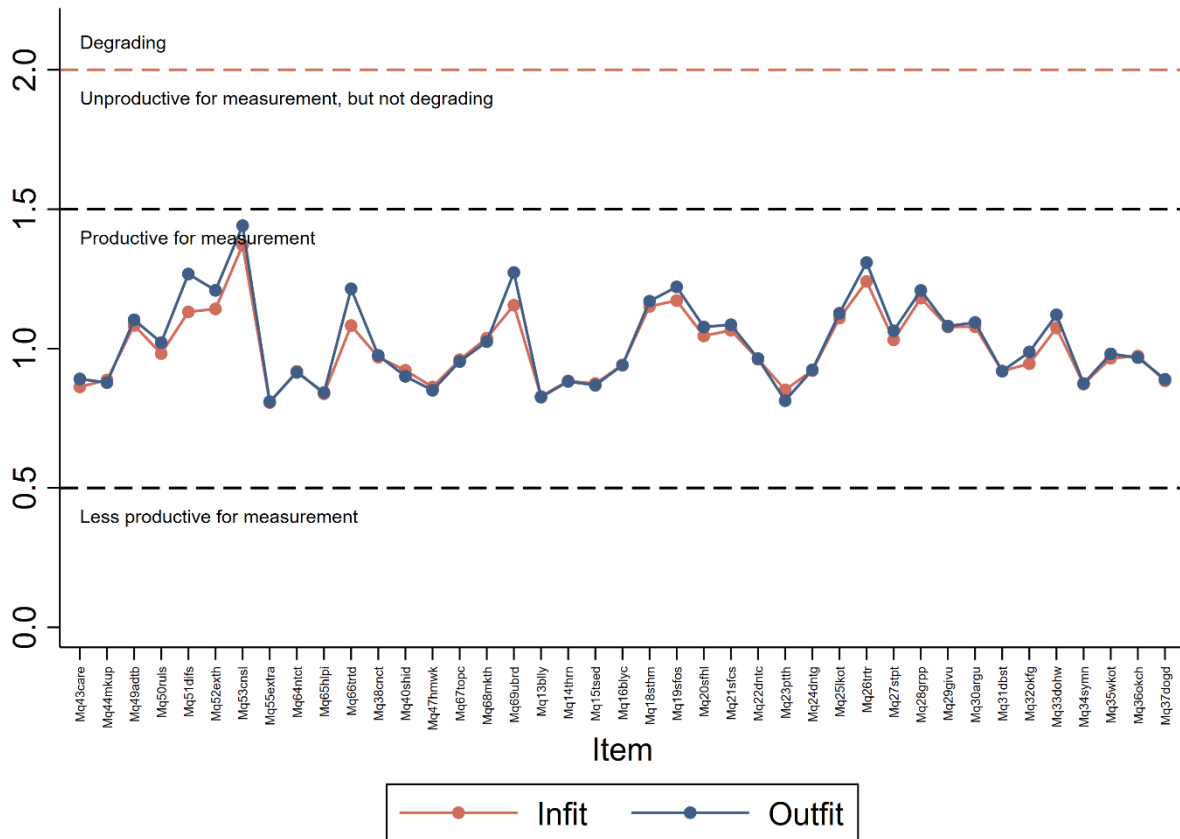 Degrading
2.0
Unproductive for measurement, but not degrading
1.5
Productive for measurement
1.0
0.5
Less productive for measurement
0.0
Mq43care
Mq44mkup
Mq49adtb
Mq50ruls
Mq51difs
Mq52exth
Mq53cnsl
Mq55extra
Mq64ntct
Mq65hlpi
Mq66trtd
Mq38cnct
Mq40shid
Mq47hmwk
Mq67topc
Mq68mkth
Mq69ubrd
Mq13blly
Mq14thrn
Mq15tsed
Mq16blyc
Mq18sthm
Mq19sfos
Mq20sfhl
Mq21sfcs
Mq22dntc
Mq23ptth
Mq24dntg
Mq25lkot
Mq26trtr
Mq27stpt
Mq28grpp
Mq29givu
Mq30argu
Mq31dbst
Mq32okfg
Mq33dohw
Mq34symn
Mq35wkot
Mq36okch
Mq37dogd
Item
Infit Outfit